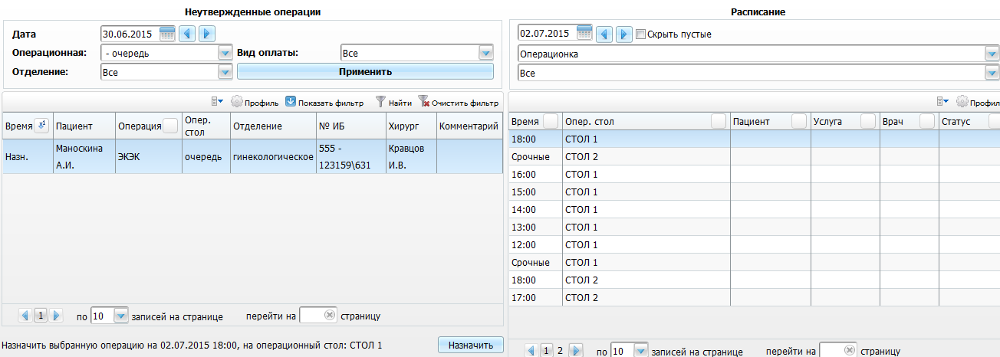 Неутвержденные операции
Дата 30.06.2015
Операционная: - очередь Вид оплаты: Все
Отделение: Все Применить
Профиль Показать фильтр Найти Очистить фильтр
Время Пациент Операция Опер. стол Отделение № ИБ Хирург Комментарий
Назн. Маноскина А.И. ЭКЭК очередь гинекологическое 555 - 123159\631 Кравцов И.В.
1 по 10 записей на странице перейти на страницу
Назначить выбранную операцию на 02.07.2015 18:00, на операционный стол: СТОЛ 1 Назначить
Расписание
02.07.2015 Скрыть пустые
Операционка
Все
Профил
Время Опер. стол Пациент Услуга Врач Статус
18:00 СТОЛ 1
Срочные СТОЛ 2
16:00 СТОЛ 1
15:00 СТОЛ 1
14:00 СТОЛ 1
13:00 СТОЛ 1
12:00 СТОЛ 1
Срочные СТОЛ 1
18:00 СТОЛ 2
17:00 СТОЛ 2
1 2 по 10 записей на странице перейти на страницу